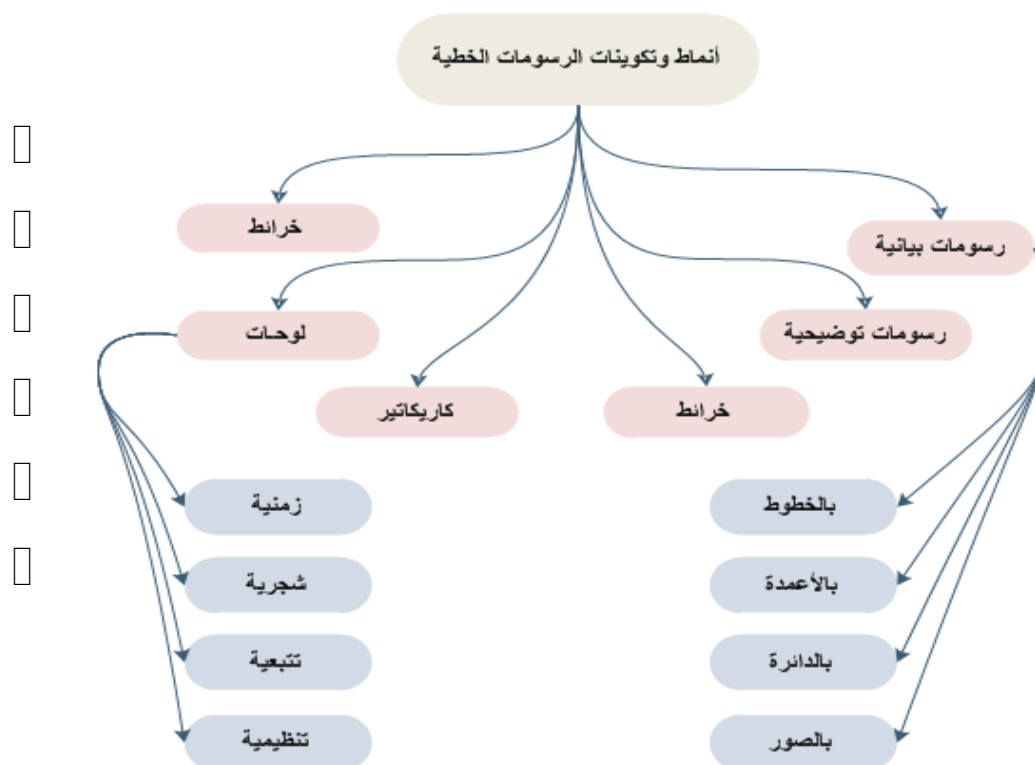 أنماط وتكوينات الرسومات الخطية
خرائط
رسومات بيانية
لوحات
رسومات توضيحية
كاريكاتير
خرائط
زمنية
شجرية
تتبعية
تنظيمية
بالخطوط
بالأعمدة
بالدائرة
بالصور